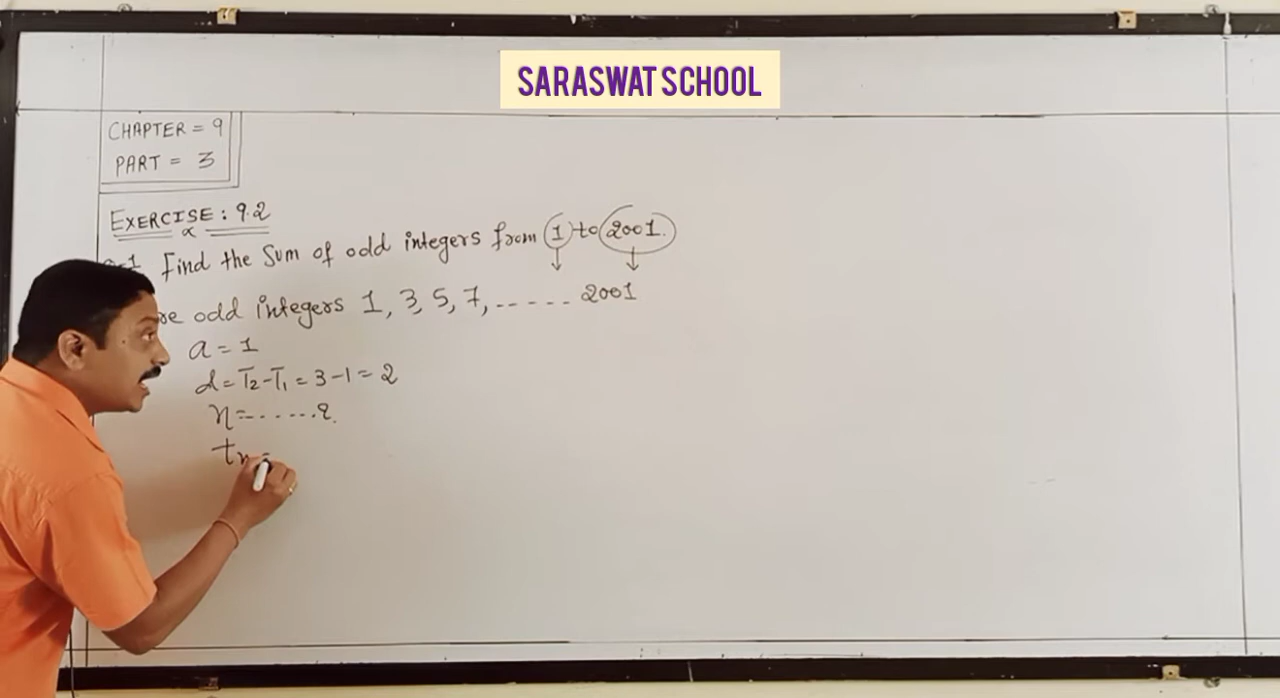 SARASWAT SCHOOL
CHAPTER = 9
PART = 3
EXERCISE : 9.2
Find the Sum of odd integers from 1 to 2001.
odd integers 1, 3, 5, 7, ...... 2001
a = 1
d = T2 - T1 = 3 - 1 = 2
n = ...... ?
tn =